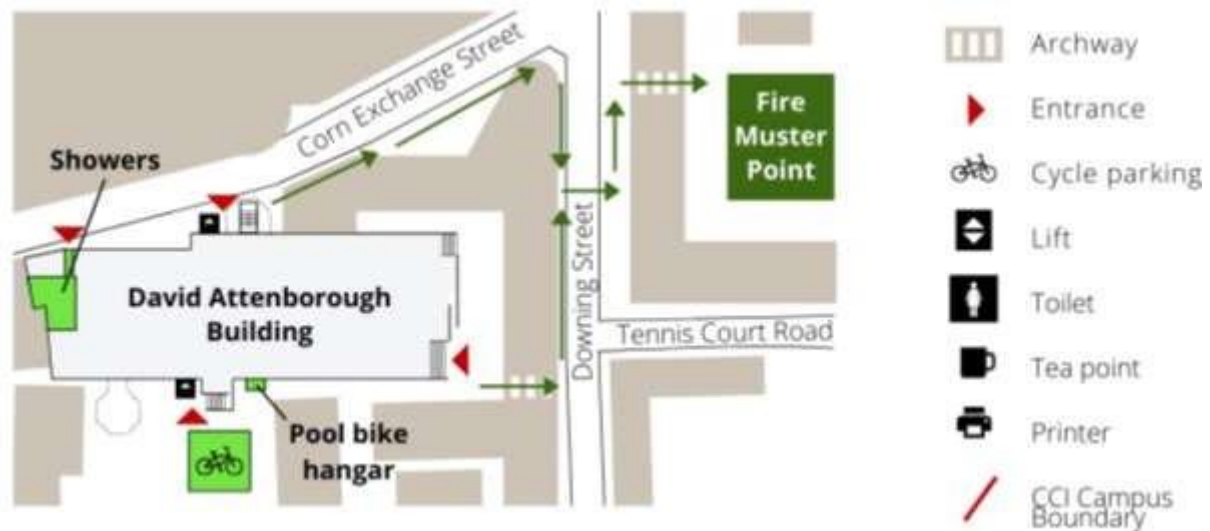 Corn Exchange Street
Showers
David Attenborough
Building
Pool bike
hangar
Downing Street
Tennis Court Road
Fire
Muster
Point
Archway
Entrance
Cycle parking
Lift
Toilet
Tea point
Printer
CCI Campus
Boundary